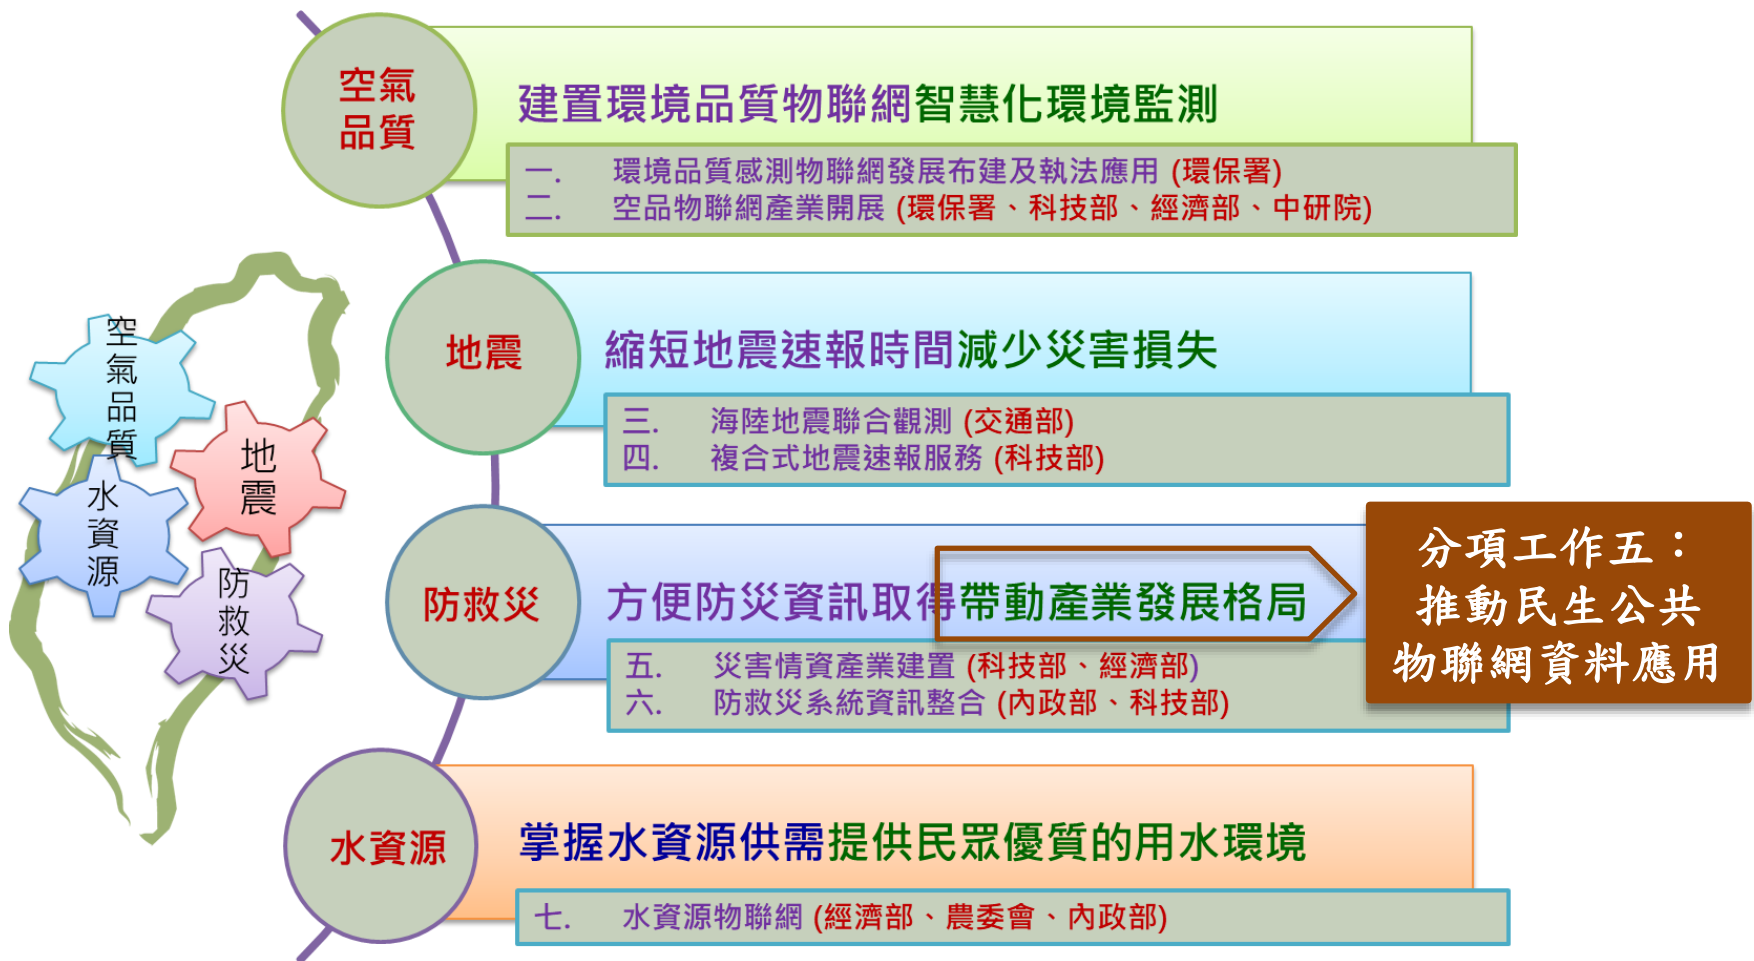 空氣
品質
建置環境品質物聯網智慧化環境監測
一. 環境品質感測物聯網發展布建及執法應用 (環保署)
二. 空品物聯網產業開展 (環保署、科技部、經濟部、中研院)
地震
縮短地震速報時間減少災害損失
三. 海陸地震聯合觀測 (交通部)
四. 複合式地震速報服務 (科技部)
防救災
方便防災資訊取得帶動產業發展格局
五. 災害情資產業建置 (科技部、經濟部)
六. 防救災系統資訊整合 (內政部、科技部)
分項工作五：
推動民生公共
物聯網資料應用
水資源
掌握水資源供需提供民眾優質的用水環境
七. 水資源物聯網 (經濟部、農委會、內政部)
空氣品質
地震
水資源
防救災